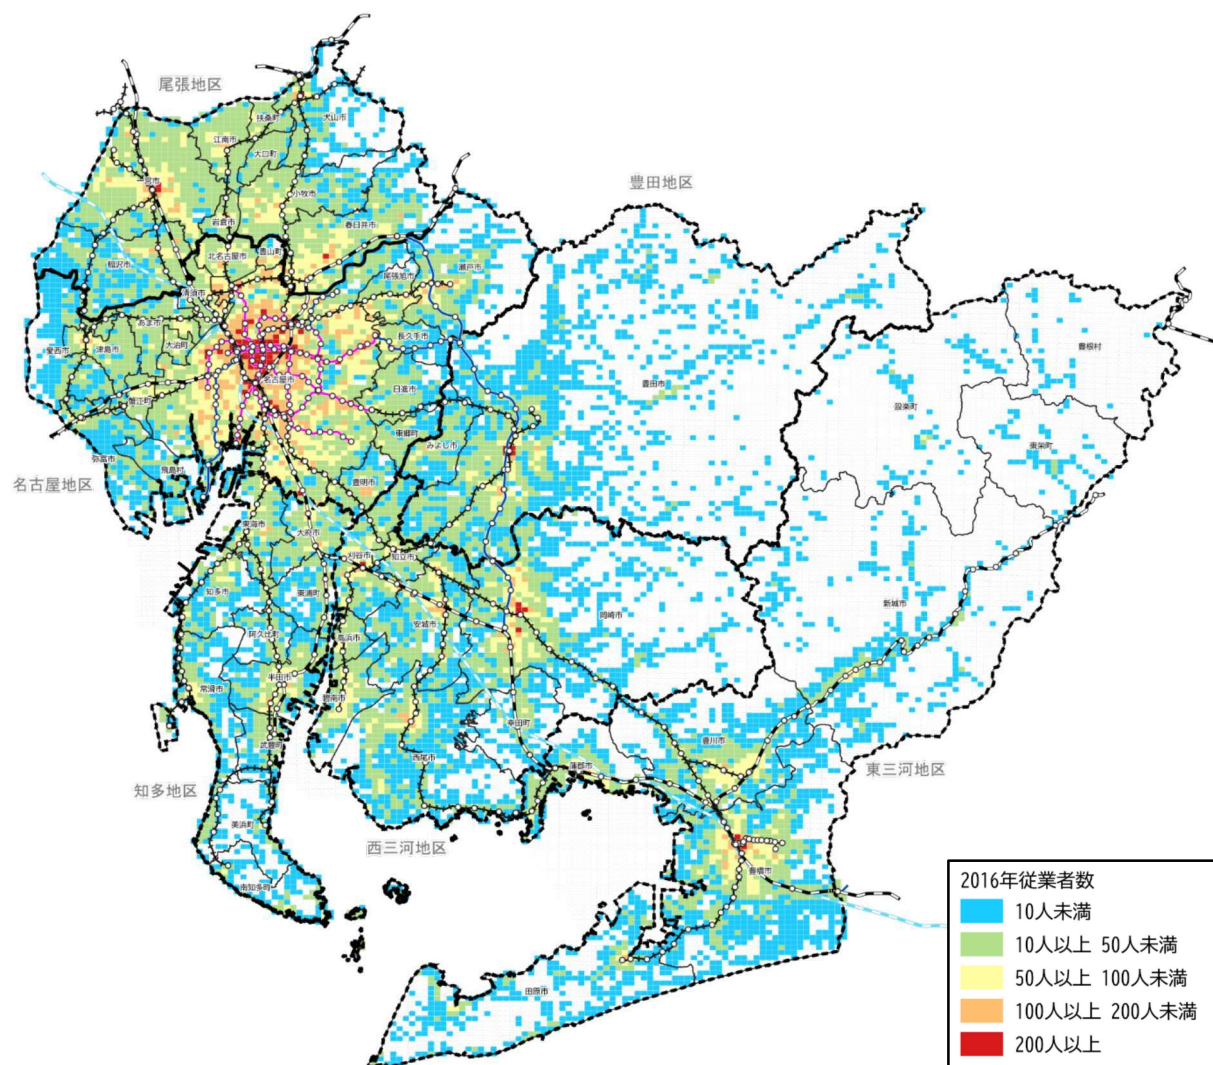 尾張地区
扶桑町
犬山市
江南市
大口町
豊田地区
一宮市
小牧市
岩倉市
春日井市
北名古屋市
豊山町
稲沢市
瀬戸市
尾張旭市
清須市
あま市
長久手市
愛西市
津島市
大治町
豊根村
名古屋市
豊田市
日進市
蟹江町
設楽町
東郷町
みよし市
東栄町
弥富市
飛島村
名古屋地区
豊明市
東海市
大府市
刈谷市
知立市
知多市
東浦町
新城市
岡崎市
安城市
阿久比町
高浜市
半田市
常滑市
碧南市
幸田町
武豊町
豊川市
西尾市
蒲郡市
東三河地区
知多地区
美浜町
西三河地区
豊橋市
南知多町
田原市
2016年従業者数
10人未満
10人以上 50人未満
50人以上 100人未満
100人以上 200人未満
200人以上